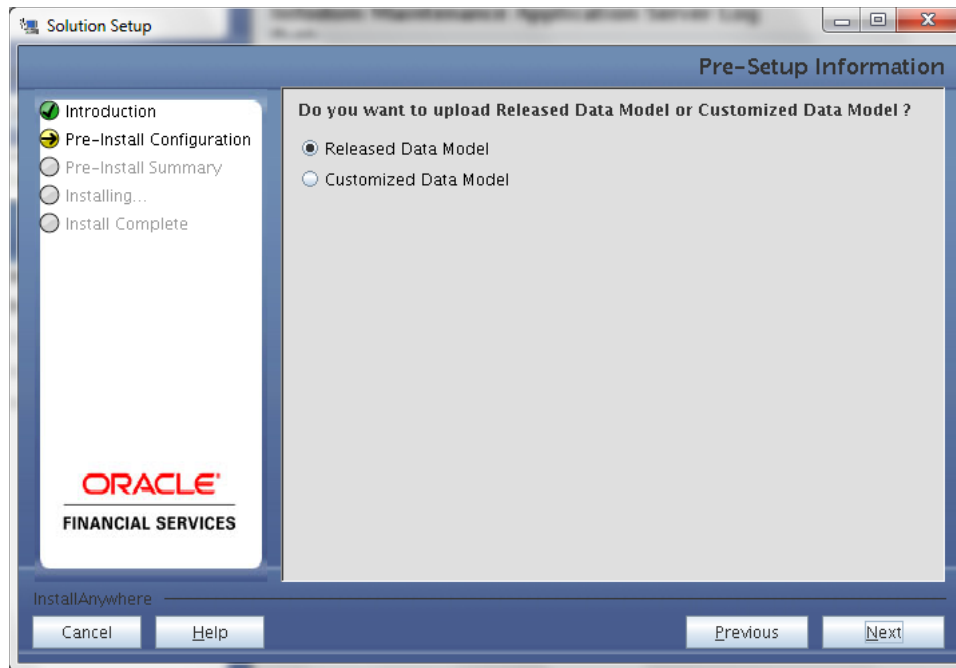 Solution Setup
Pre-Setup Information
Introduction
Pre-Install Configuration
Pre-Install Summary
Installing...
Install Complete
Do you want to upload Released Data Model or Customized Data Model ?
Released Data Model
Customized Data Model
ORACLE
FINANCIAL SERVICES
InstallAnywhere
Cancel
Help
Previous
Next